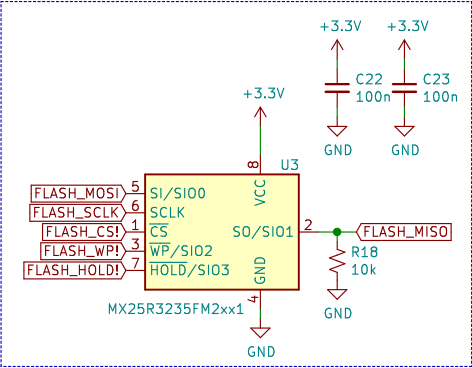 +3.3V +3.3V
C22 C23
100n 100n
+3.3V
GND GND
8 U3
VCC
FLASH_MOSI 5 SI/SIO0
FLASH_SCLK 6 SCLK
FLASH_CS! 1 CS SO/SIO1 2 FLASH_MISO
FLASH_WP! 3 WP/SIO2
R18
FLASH_HOLD! 7 HOLD/SIO3 GND 10k
4
MX25R3235FM2xx1 GND
GND